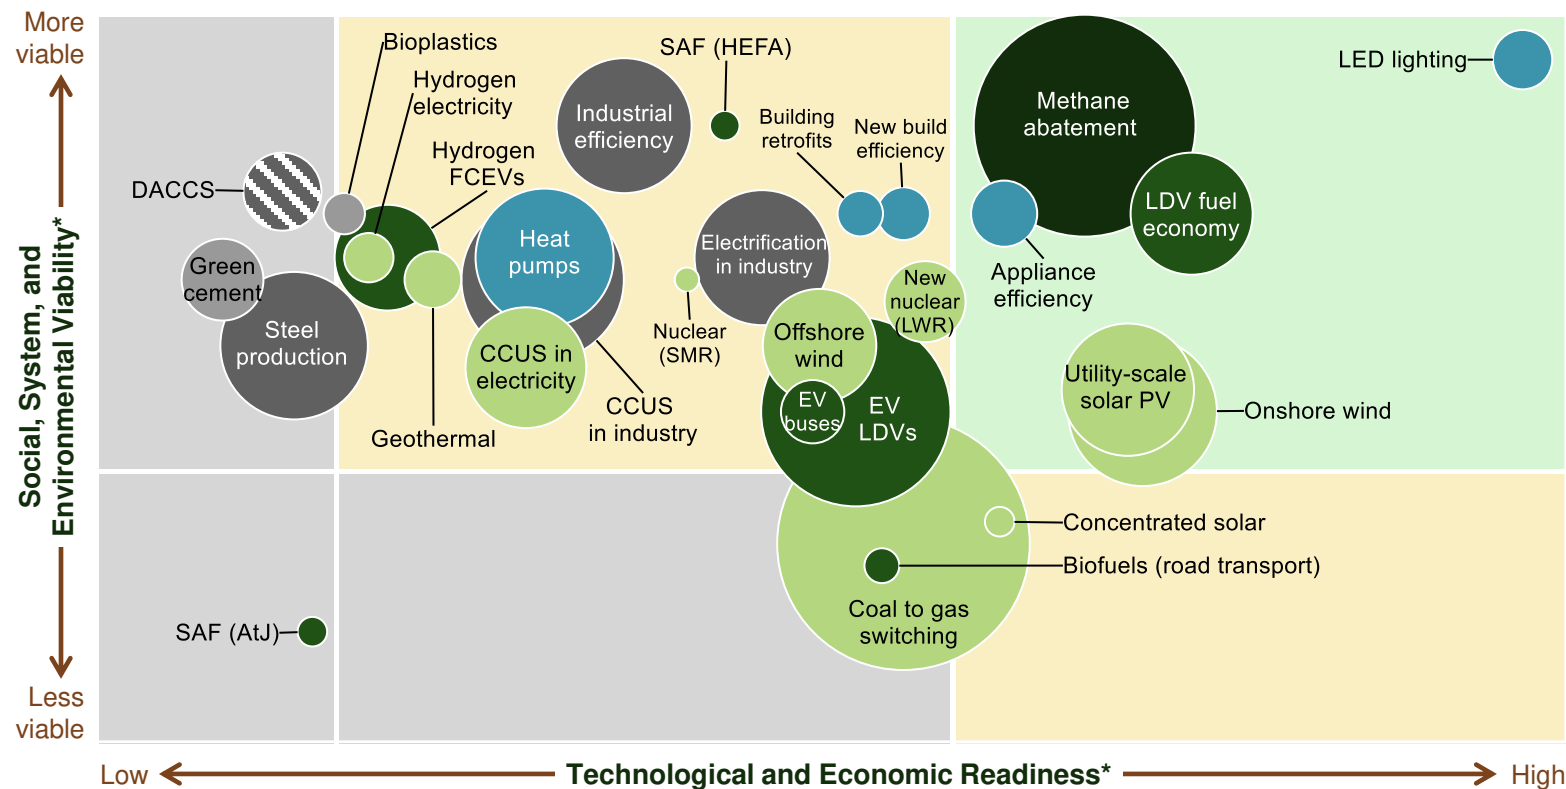 More
viable
Bioplastics
SAF (HEFA)
LED lighting
Hydrogen
electricity
Industrial
efficiency
Methane
abatement
Building
retrofits
New build
efficiency
Hydrogen
FCEVs
DACCS
LDV fuel
economy
Heat
pumps
Electrification
in industry
Green
cement
Appliance
efficiency
New
nuclear
(LWR)
Steel
production
Nuclear
(SMR)
Offshore
wind
CCUS in
electricity
Utility-scale
solar PV
EV
buses
EV
LDVs
Onshore wind
CCUS
in industry
Geothermal
Social, System, and
Environmental Viability*
Concentrated solar
Biofuels (road transport)
Coal to gas
switching
SAF (AtJ)
Less
viable
Low
Technological and Economic Readiness*
High